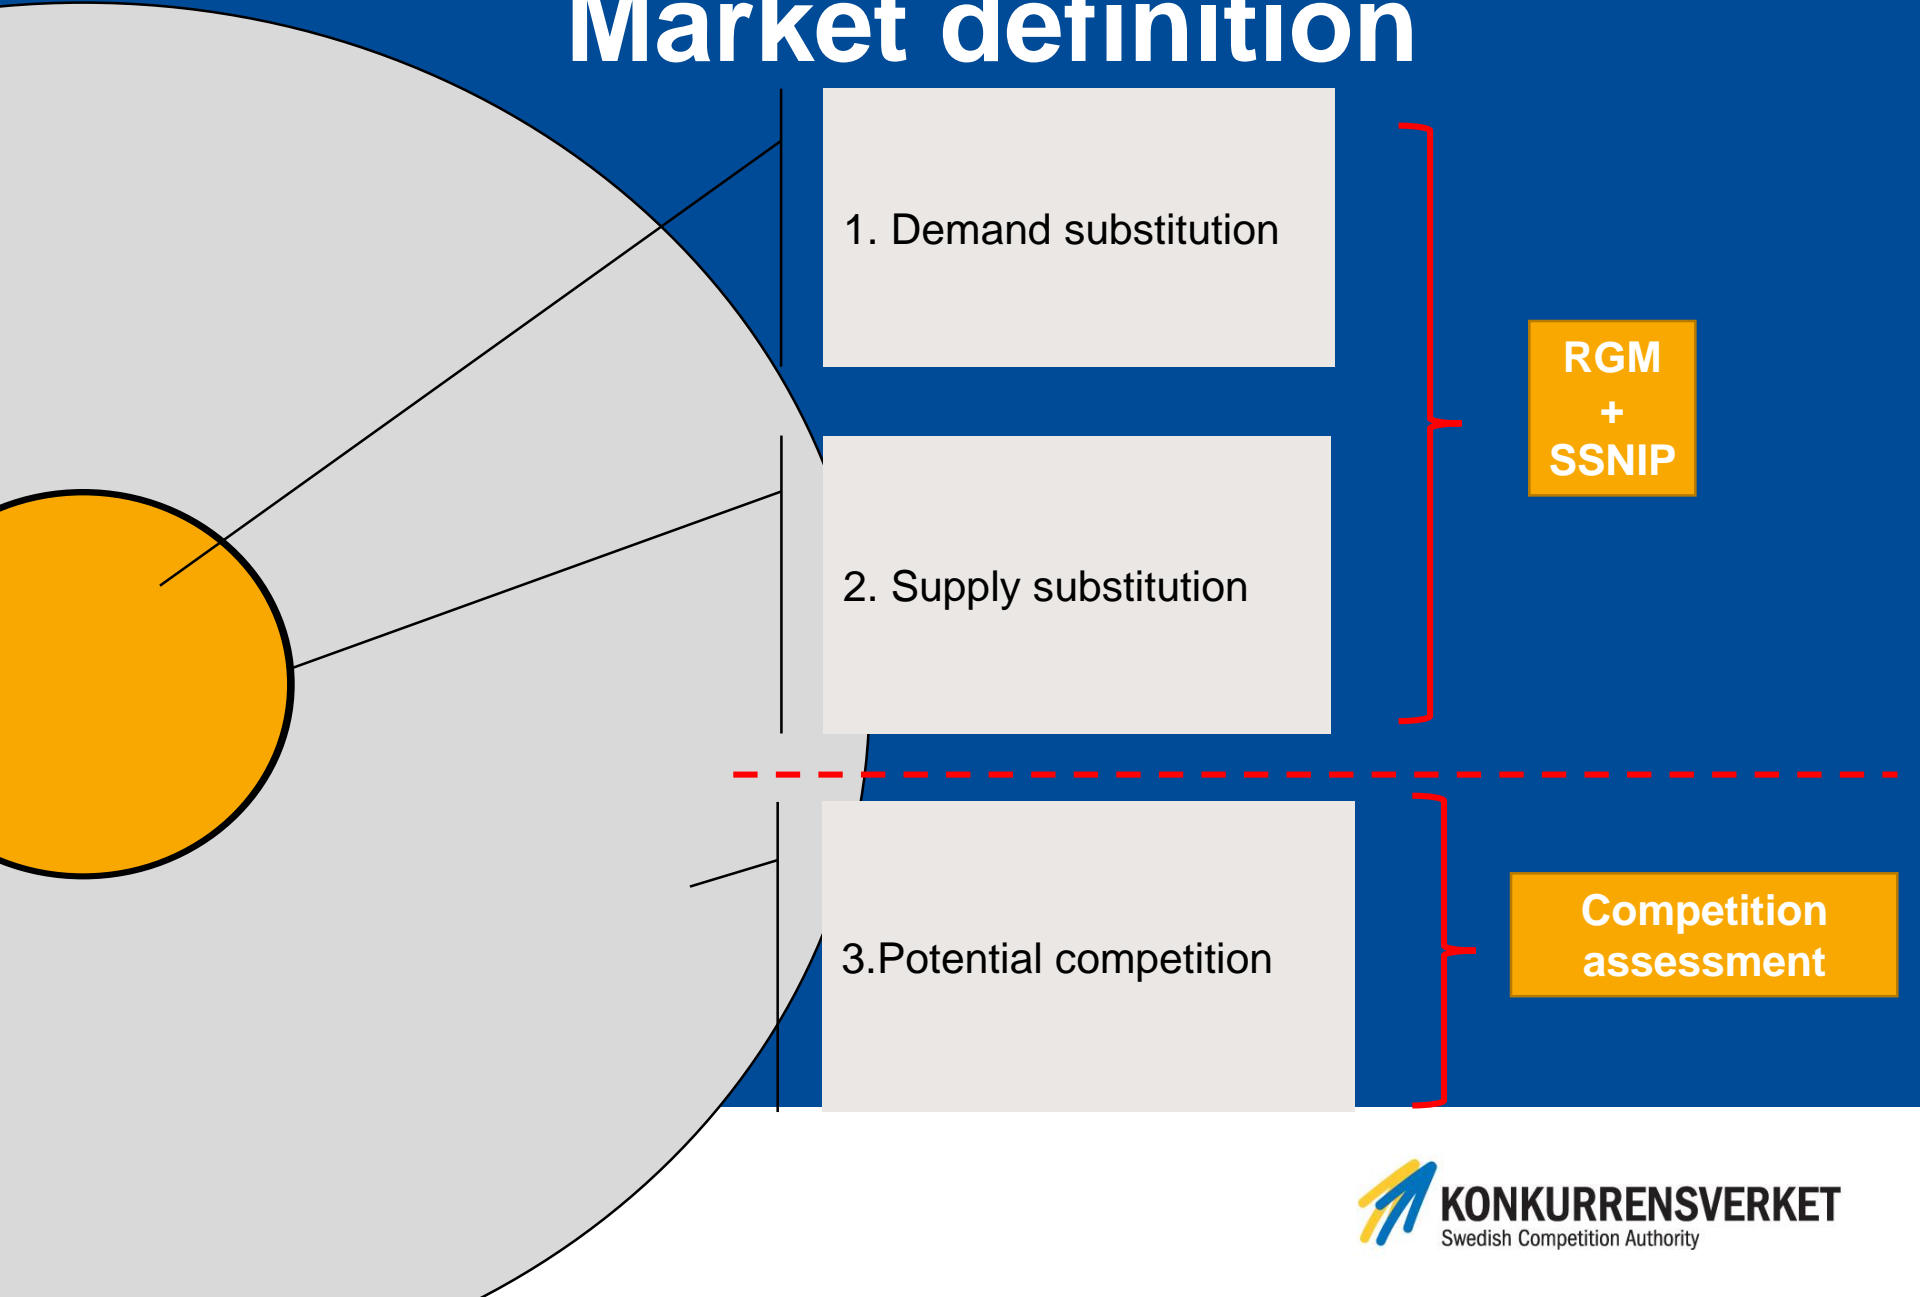 Market definition
1. Demand substitution
RGM
+
SSNIP
2. Supply substitution
3.Potential competition
Competition
assessment
KONKURRENSVERKET
Swedish Competition Authority